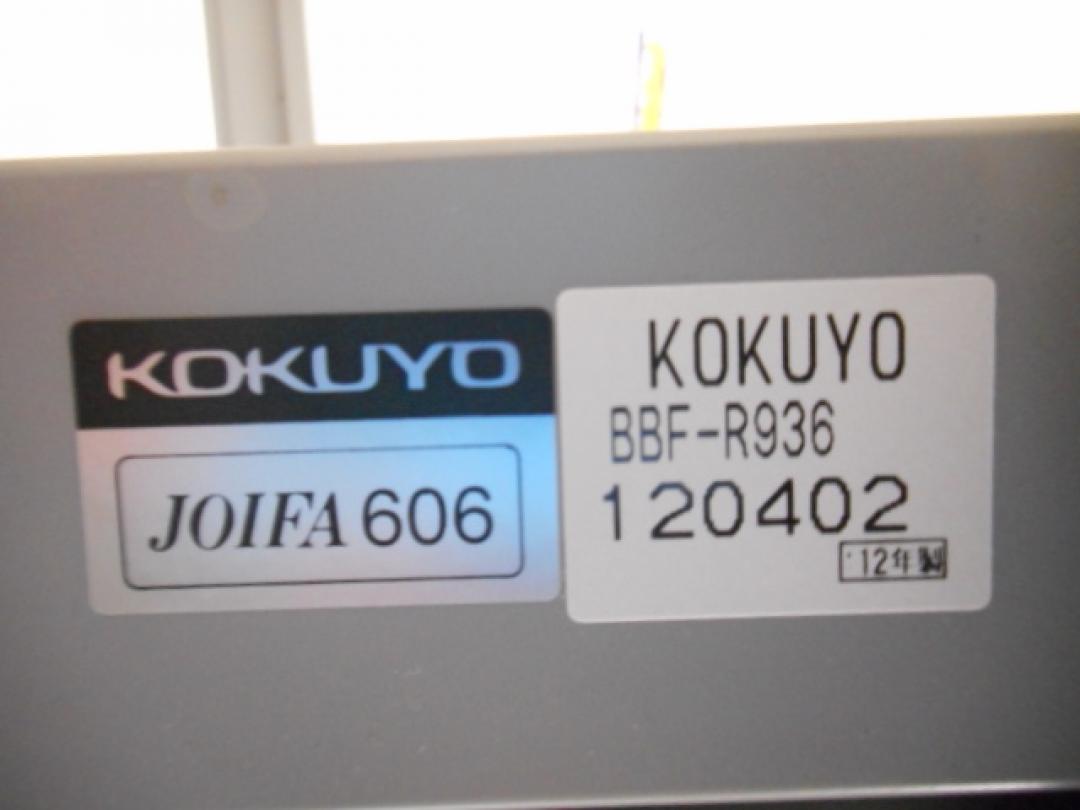 KOKUYO
JOIFA 606
KOKUYO
BBF-R936
120402
'12年製